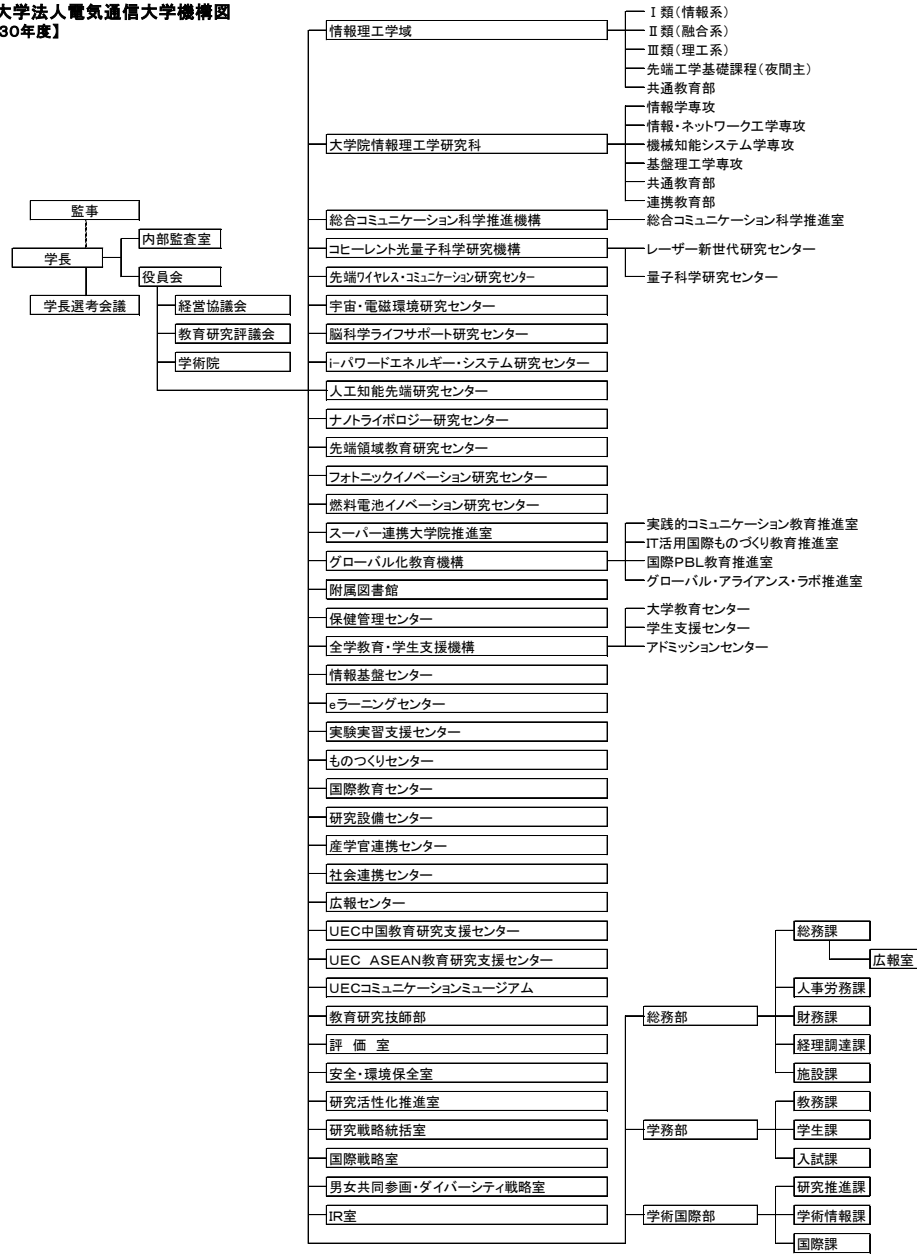 大学法人電気通信大学機構図
30年度】
監事
学長
学長選考会議
内部監査室
役員会
経営協議会
教育研究評議会
学術院
情報理工学域
Ⅰ類(情報系)
Ⅱ類(融合系)
Ⅲ類(理工系)
先端工学基礎課程(夜間主)
共通教育部
大学院情報理工学研究科
情報学専攻
情報・ネットワーク工学専攻
機械知能システム学専攻
基盤理工学専攻
共通教育部
連携教育部
総合コミュニケーション科学推進機構
総合コミュニケーション科学推進室
コヒーレント光量子科学研究機構
レーザー新世代研究センター
量子科学研究センター
先端ワイヤレス・コミュニケーション研究センター
宇宙・電磁環境研究センター
脳科学ライフサポート研究センター
i-パワードエネルギー・システム研究センター
人工知能先端研究センター
ナノトライボロジー研究センター
先端領域教育研究センター
フォトニックイノベーション研究センター
燃料電池イノベーション研究センター
スーパー連携大学院推進室
グローバル化教育機構
実践的コミュニケーション教育推進室
IT活用国際ものづくり教育推進室
国際PBL教育推進室
グローバル・アライアンス・ラボ推進室
附属図書館
保健管理センター
全学教育・学生支援機構
大学教育センター
学生支援センター
アドミッションセンター
情報基盤センター
eラーニングセンター
実験実習支援センター
ものつくりセンター
国際教育センター
研究設備センター
産学官連携センター
社会連携センター
広報センター
UEC中国教育研究支援センター
UEC ASEAN教育研究支援センター
UECコミュニケーションミュージアム
教育研究技師部
評 価 室
安全・環境保全室
研究活性化推進室
研究戦略統括室
国際戦略室
男女共同参画・ダイバーシティ戦略室
IR室
総務部
総務課
広報室
人事労務課
財務課
経理調達課
施設課
学務部
教務課
学生課
入試課
学術国際部
研究推進課
学術情報課
国際課